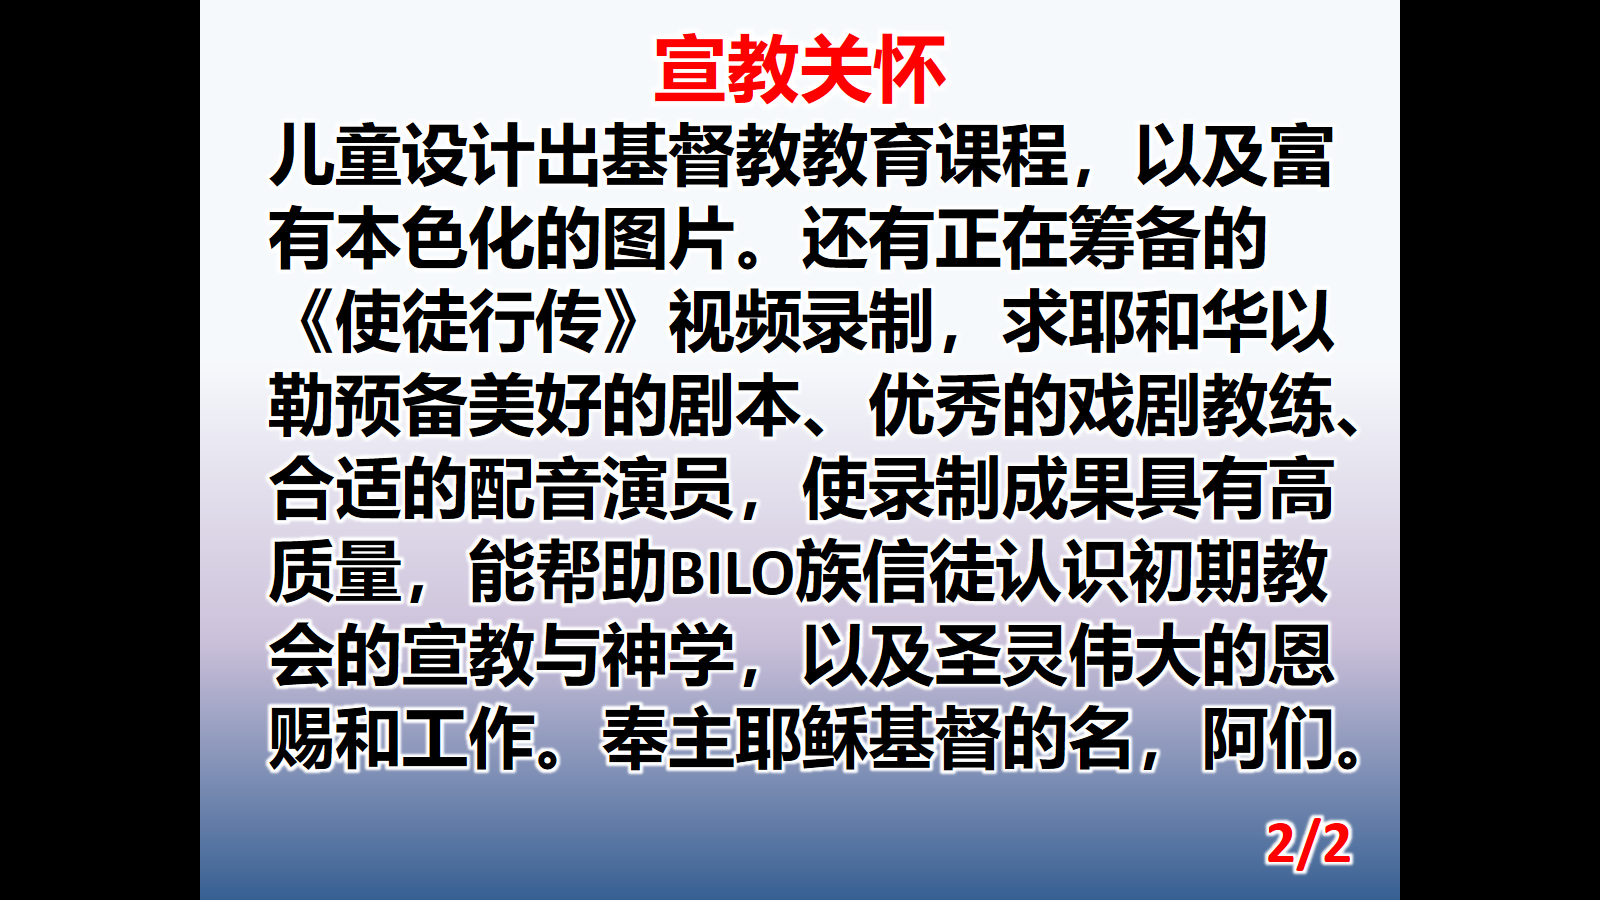 宣教关怀
儿童设计出基督教教育课程，以及富
有本色化的图片。还有正在筹备的
《使徒行传》视频录制，求耶和华以
勒预备美好的剧本、优秀的戏剧教练、
合适的配音演员，使录制成果具有高
质量，能帮助BILO族信徒认识初期教
会的宣教与神学，以及圣灵伟大的恩
赐和工作。奉主耶稣基督的名，阿们。
2/2